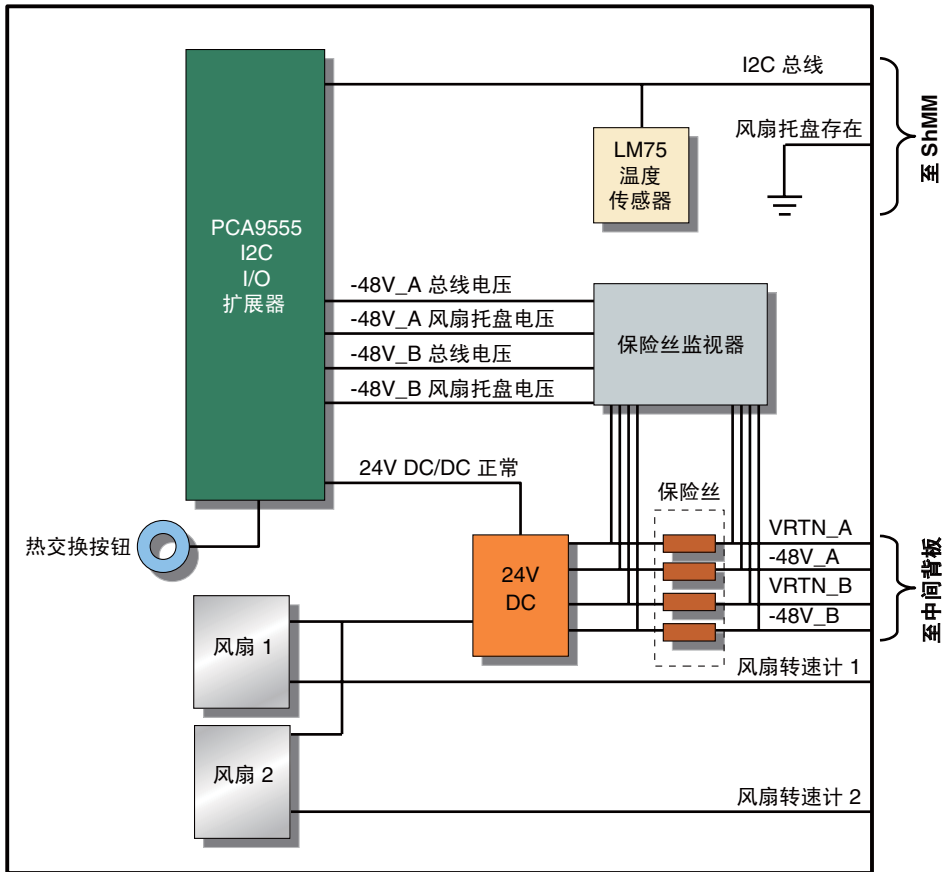 I2C 总线
风扇托盘存在
至 ShMM
LM75
温度
传感器
PCA9555
I2C
I/O
扩展器
-48V_A 总线电压
-48V_A 风扇托盘电压
-48V_B 总线电压
-48V_B 风扇托盘电压
保险丝监视器
24V DC/DC 正常
保险丝
热交换按钮
24V
DC
VRTN_A
-48V_A
VRTN_B
-48V_B
至中间背板
风扇 1
风扇转速计 1
风扇 2
风扇转速计 2